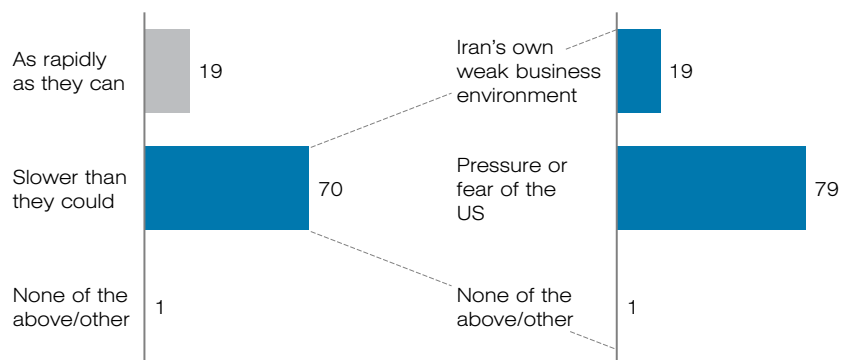 As rapidly
as they can
19
Slower than
they could
70
None of the
above/other
1
Iran’s own
weak business
environment
19
Pressure or
fear of the
US
79
None of the
above/other
1